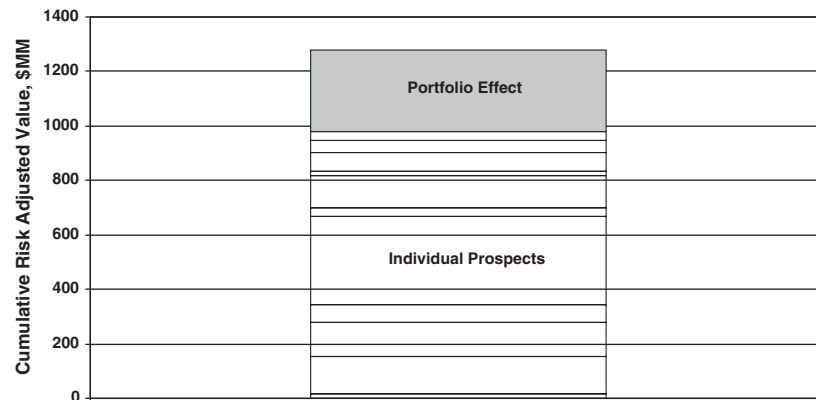 Cumulative Risk Adjusted Value, $MM
1400
1200
1000
800
600
400
200
0
Portfolio Effect
Individual Prospects